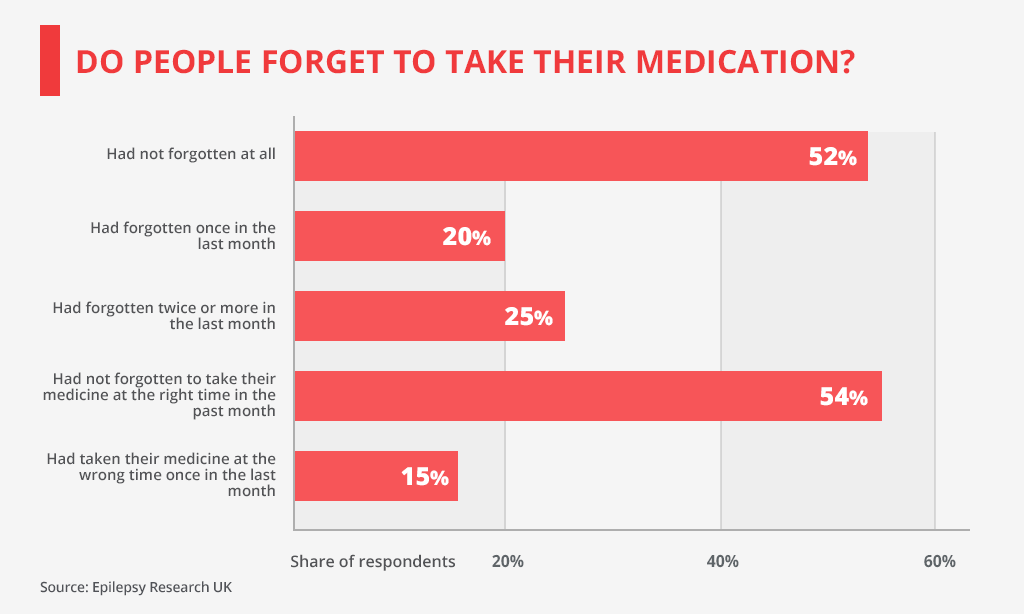 DO PEOPLE FORGET TO TAKE THEIR MEDICATION?
Had not forgotten at all
52%
Had forgotten once in the
last month
20%
Had forgotten twice or more in
the last month
25%
Had not forgotten to take their
medicine at the right time in the
past month
54%
Had taken their medicine at the
wrong time once in the last
month
15%
Share of respondents 20% 40% 60%
Source: Epilepsy Research UK